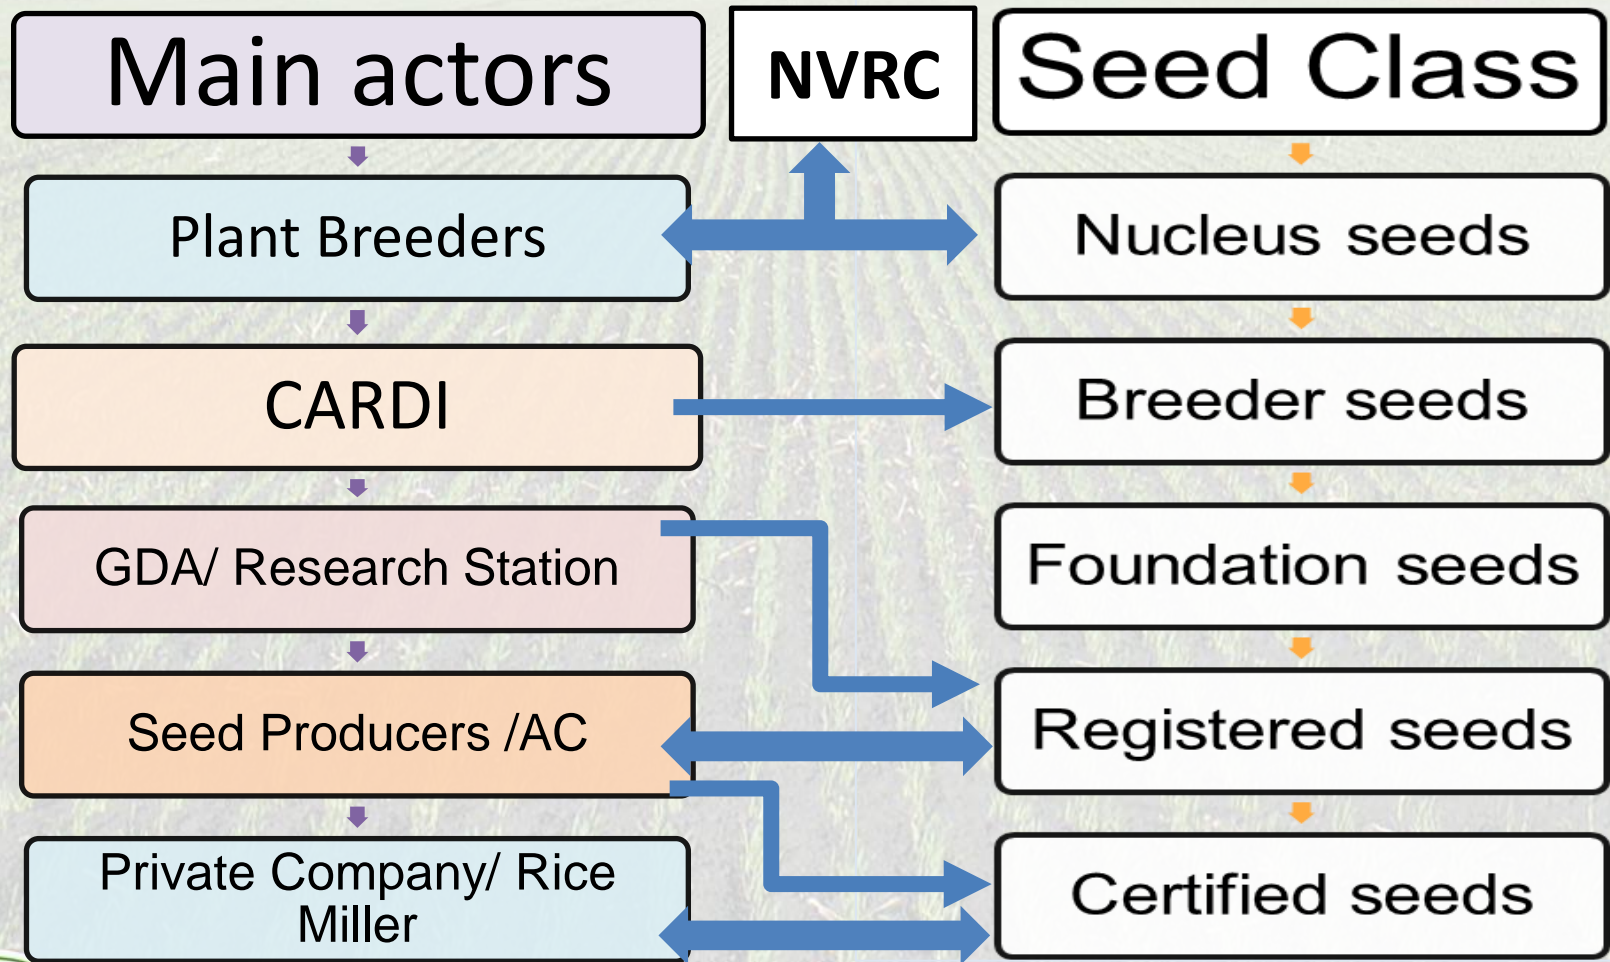 Main actors
NVRC
Seed Class
Plant Breeders
Nucleus seeds
CARDI
Breeder seeds
GDA/ Research Station
Foundation seeds
Seed Producers /AC
Registered seeds
Private Company/ Rice
Miller
Certified seeds